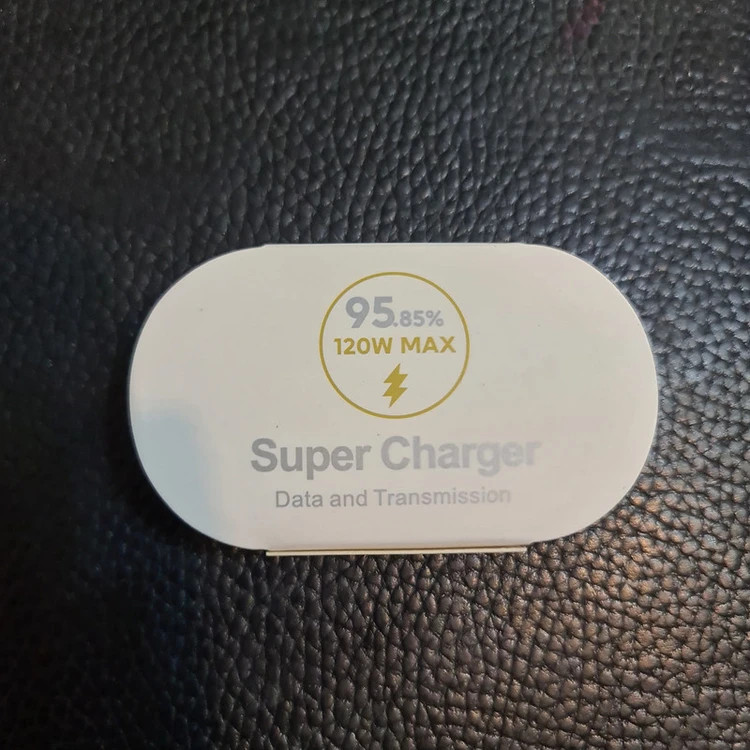 95.85%
120W MAX
Super Charger
Data and Transmission